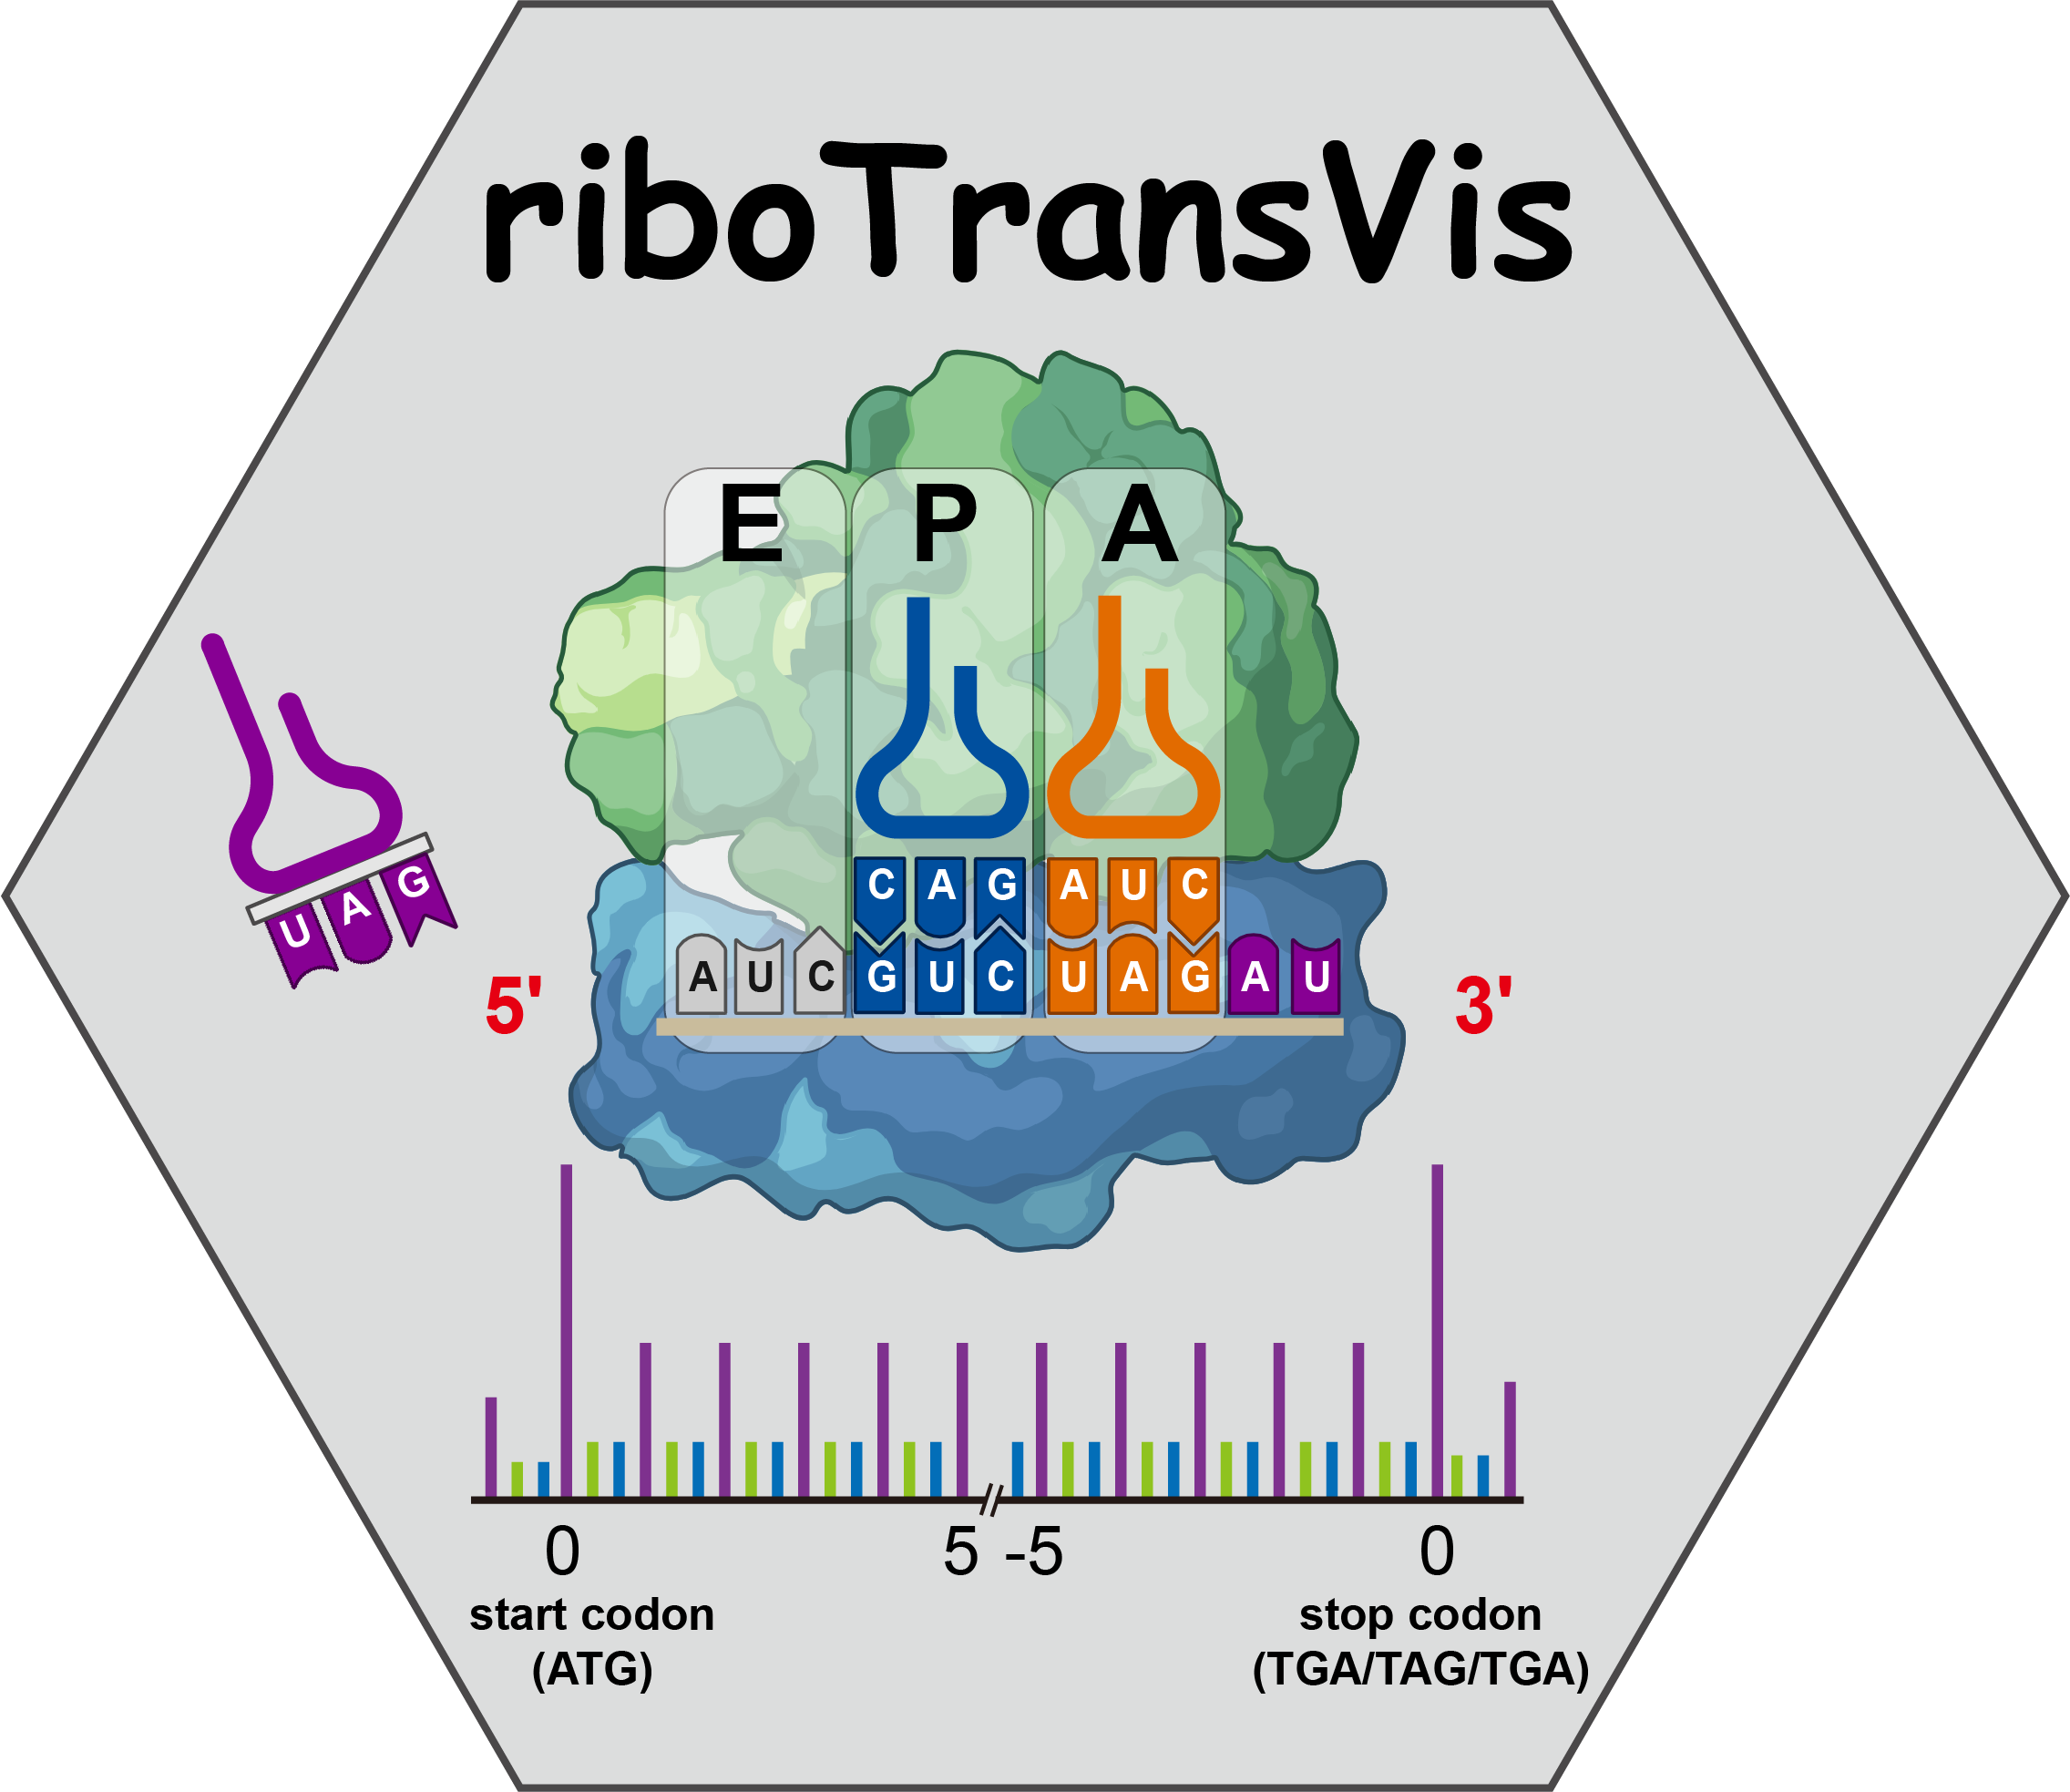 riboTransVis
E P A
U A G
C A G A U C
A U C G U C U A G A U
5' 3'
0 5 -5 0
start codon stop codon
(ATG) (TGA/TAG/TGA)